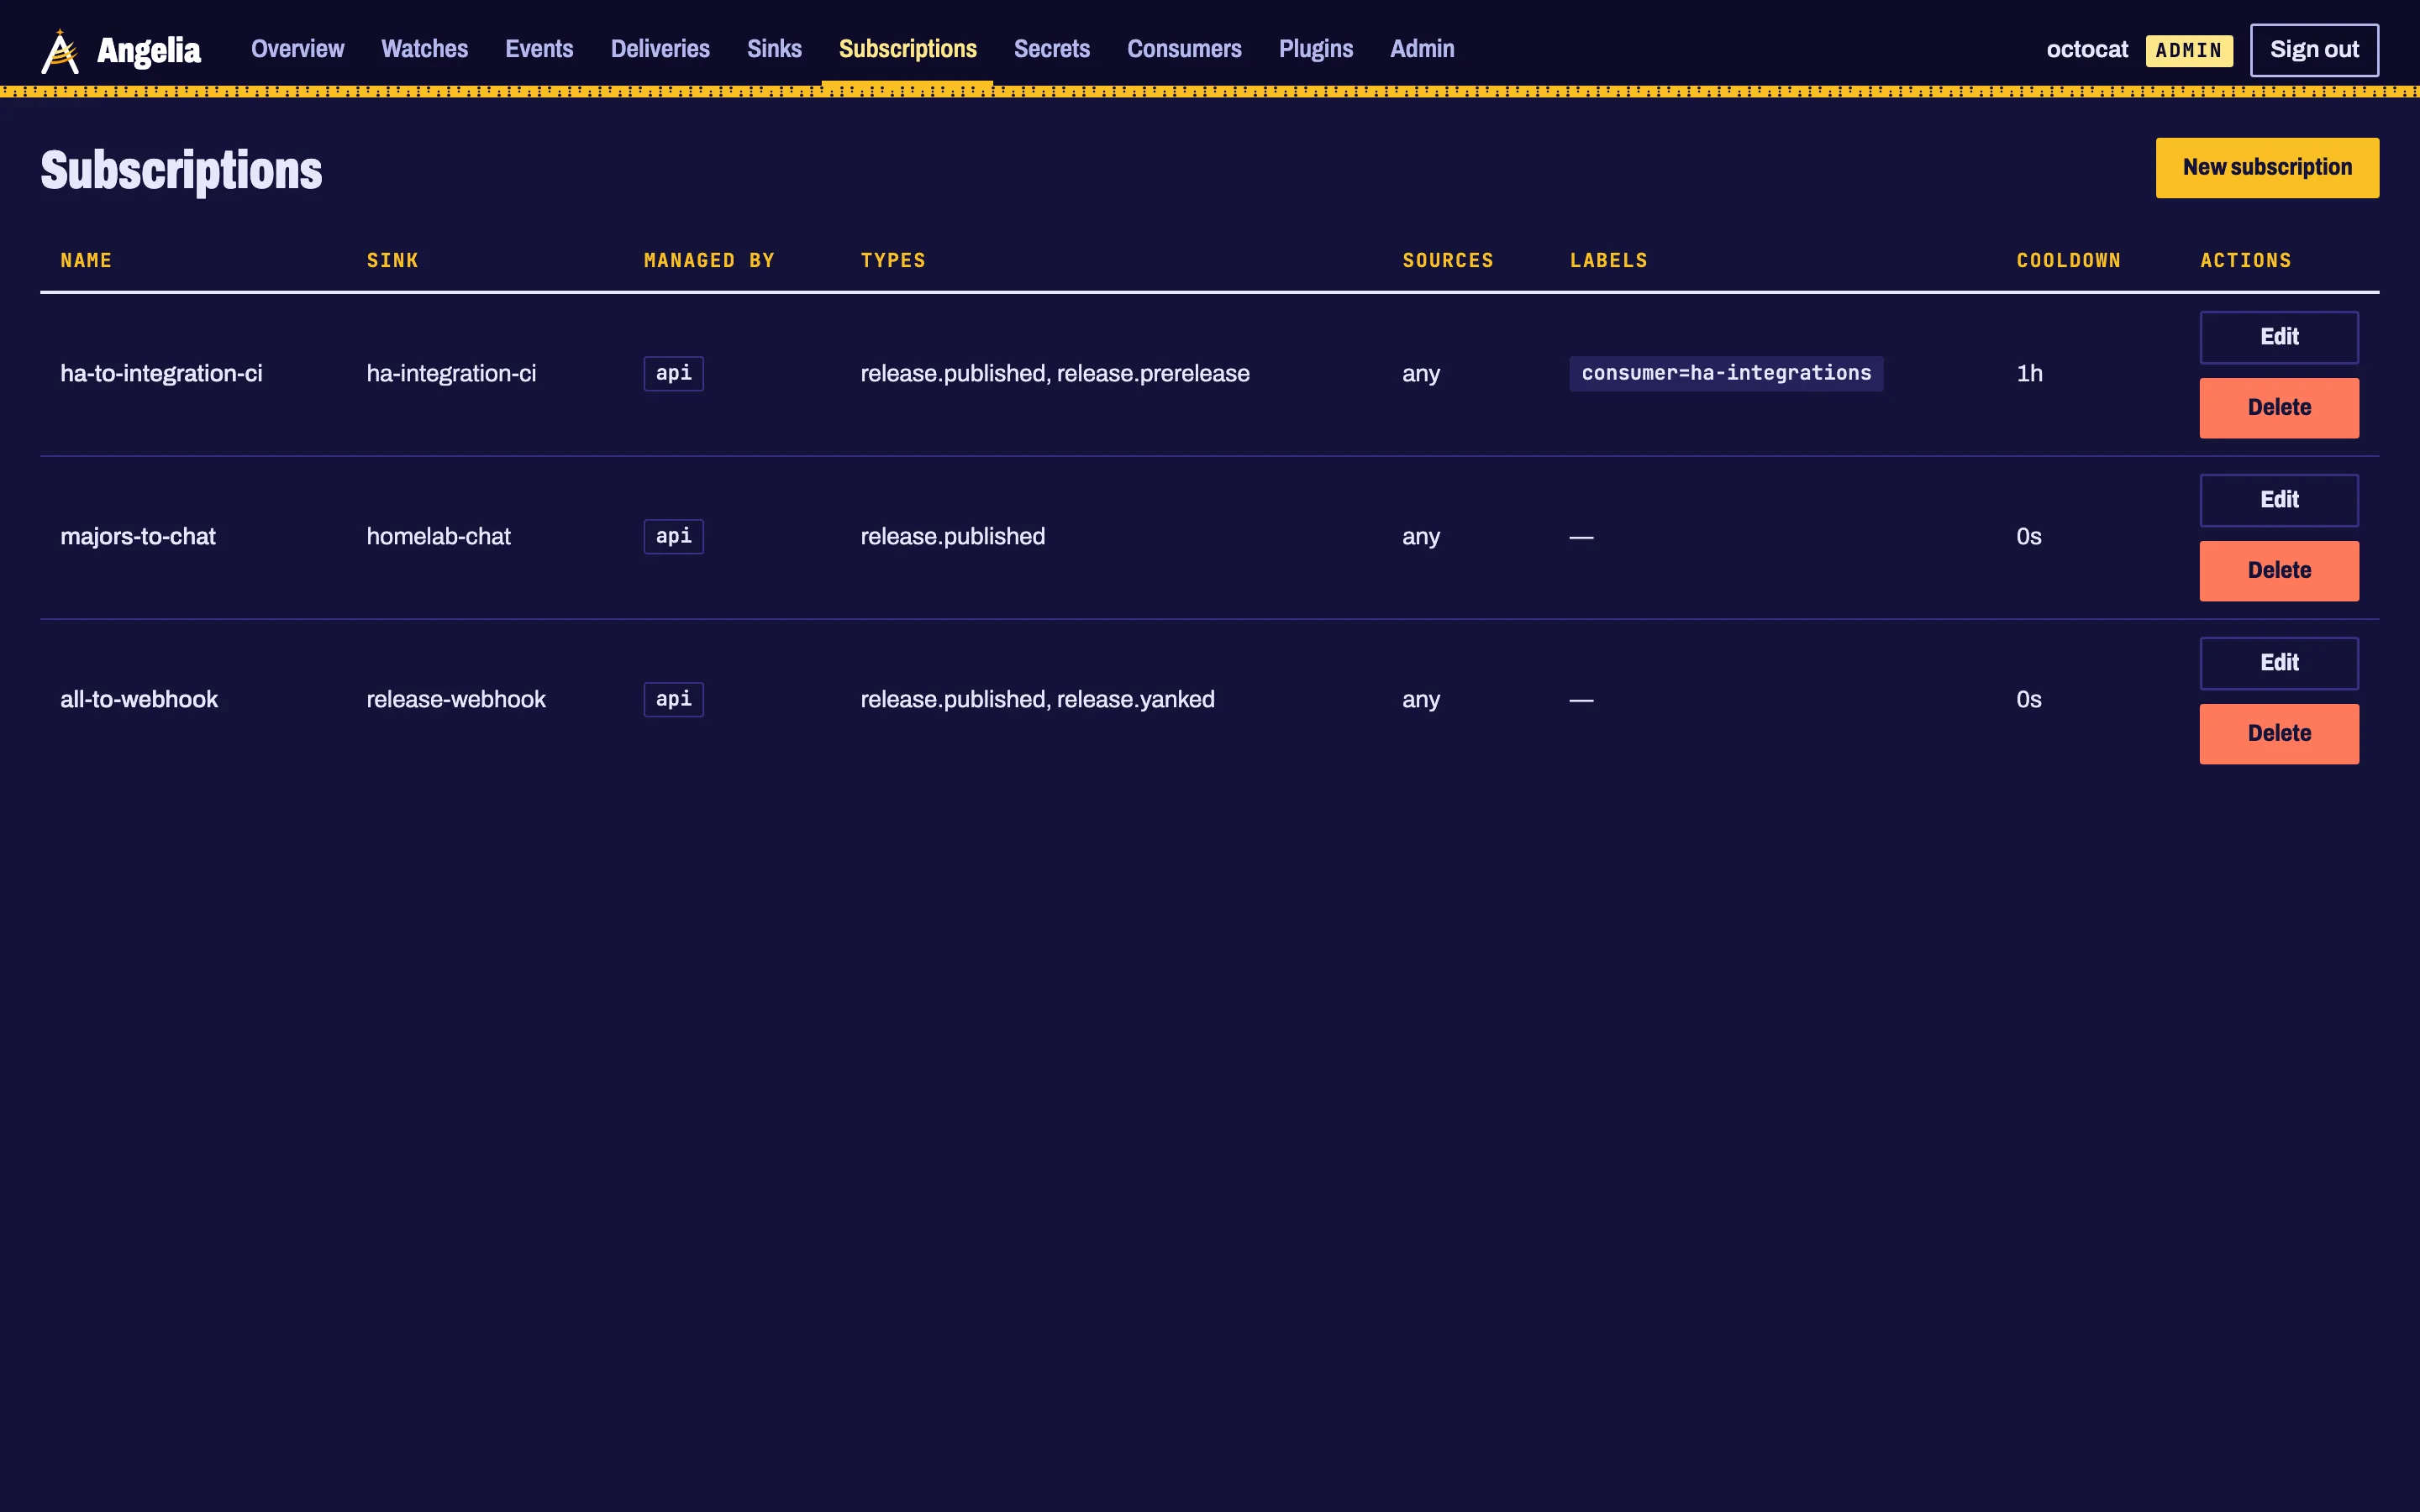 Angelia Overview Watches Events Deliveries Sinks Subscriptions Secrets Consumers Plugins Admin octocat ADMIN Sign out
Subscriptions New subscription
NAME SINK MANAGED BY TYPES SOURCES LABELS COOLDOWN ACTIONS
Edit
ha-to-integration-ci ha-integration-ci api release.published, release.prerelease any consumer=ha-integrations 1h
Delete
Edit
majors-to-chat homelab-chat api release.published any — 0s
Delete
Edit
all-to-webhook release-webhook api release.published, release.yanked any — 0s
Delete